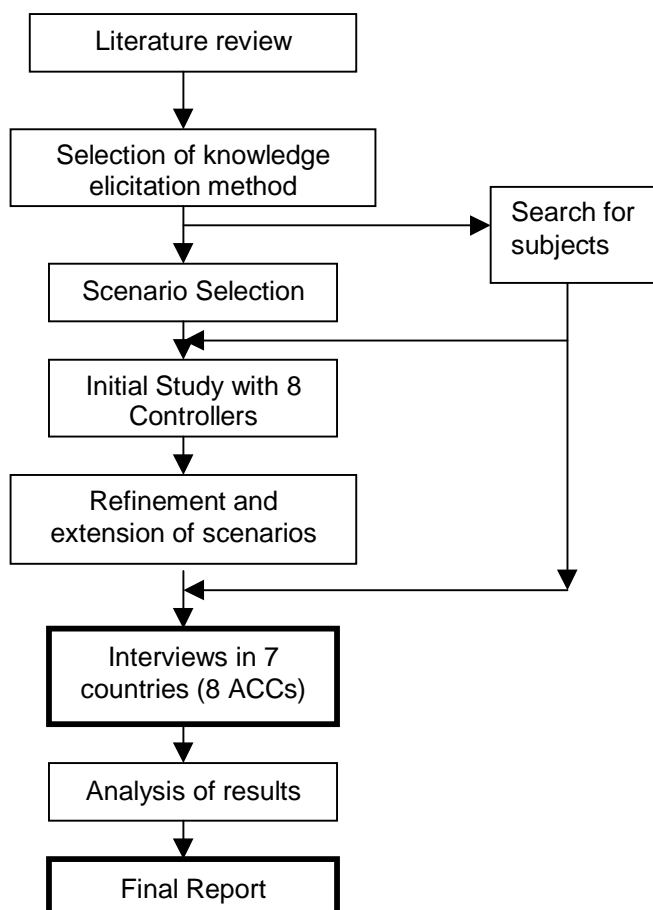 Literature review
Selection of knowledge
elicitation method
Search for
subjects
Scenario Selection
Initial Study with 8
Controllers
Refinement and
extension of scenarios
Interviews in 7
countries (8 ACCs)
Analysis of results
Final Report